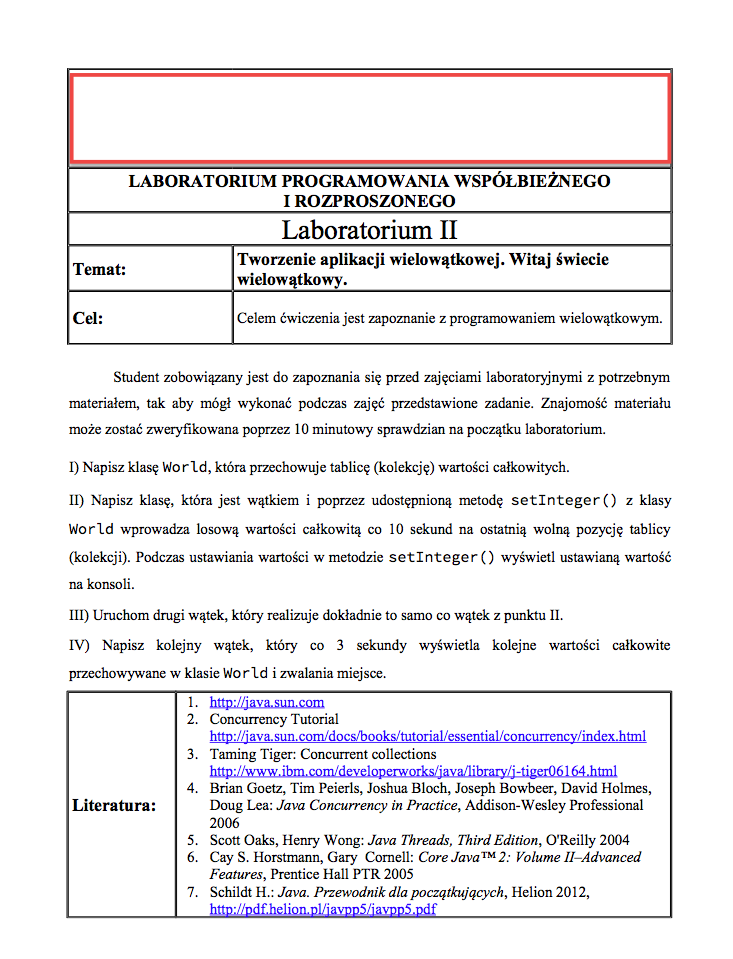 LABORATORIUM PROGRAMOWANIA WSPÓŁBIEŻNEGO
I ROZPROSZONEGO
Laboratorium II
Temat:
Tworzenie aplikacji wielowątkowej. Witaj świecie
wielowątkowy.
Cel:
Celem ćwiczenia jest zapoznanie z programowaniem wielowątkowym.
Student zobowiązany jest do zapoznania się przed zajęciami laboratoryjnymi z potrzebnym
materiałem, tak aby mógł wykonać podczas zajęć przedstawione zadanie. Znajomość materiału
może zostać zweryfikowana poprzez 10 minutowy sprawdzian na początku laboratorium.
I) Napisz klasę World, która przechowuje tablicę (kolekcję) wartości całkowitych.
II) Napisz klasę, która jest wątkiem i poprzez udostępnioną metodę setInteger() z klasy
World wprowadza losową wartości całkowitą co 10 sekund na ostatnią wolną pozycję tablicy
(kolekcji). Podczas ustawiania wartości w metodzie setInteger() wyświetl ustawianą wartość
na konsoli.
III) Uruchom drugi wątek, który realizuje dokładnie to samo co wątek z punktu II.
IV) Napisz kolejny wątek, który co 3 sekundy wyświetla kolejne wartości całkowite
przechowywane w klasie World i zwalania miejsce.
Literatura:
1. http://java.sun.com
2. Concurrency Tutorial
http://java.sun.com/docs/books/tutorial/essential/concurrency/index.html
3. Taming Tiger: Concurrent collections
http://www.ibm.com/developerworks/java/library/j-tiger06164.html
4. Brian Goetz, Tim Peierls, Joshua Bloch, Joseph Bowbeer, David Holmes,
Doug Lea: Java Concurrency in Practice, Addison-Wesley Professional
2006
5. Scott Oaks, Henry Wong: Java Threads, Third Edition, O'Reilly 2004
6. Cay S. Horstmann, Gary Cornell: Core Java™ 2: Volume II–Advanced
Features, Prentice Hall PTR 2005
7. Schildt H.: Java. Przewodnik dla początkujących, Helion 2012,
http://pdf.helion.pl/javpp5/javpp5.pdf